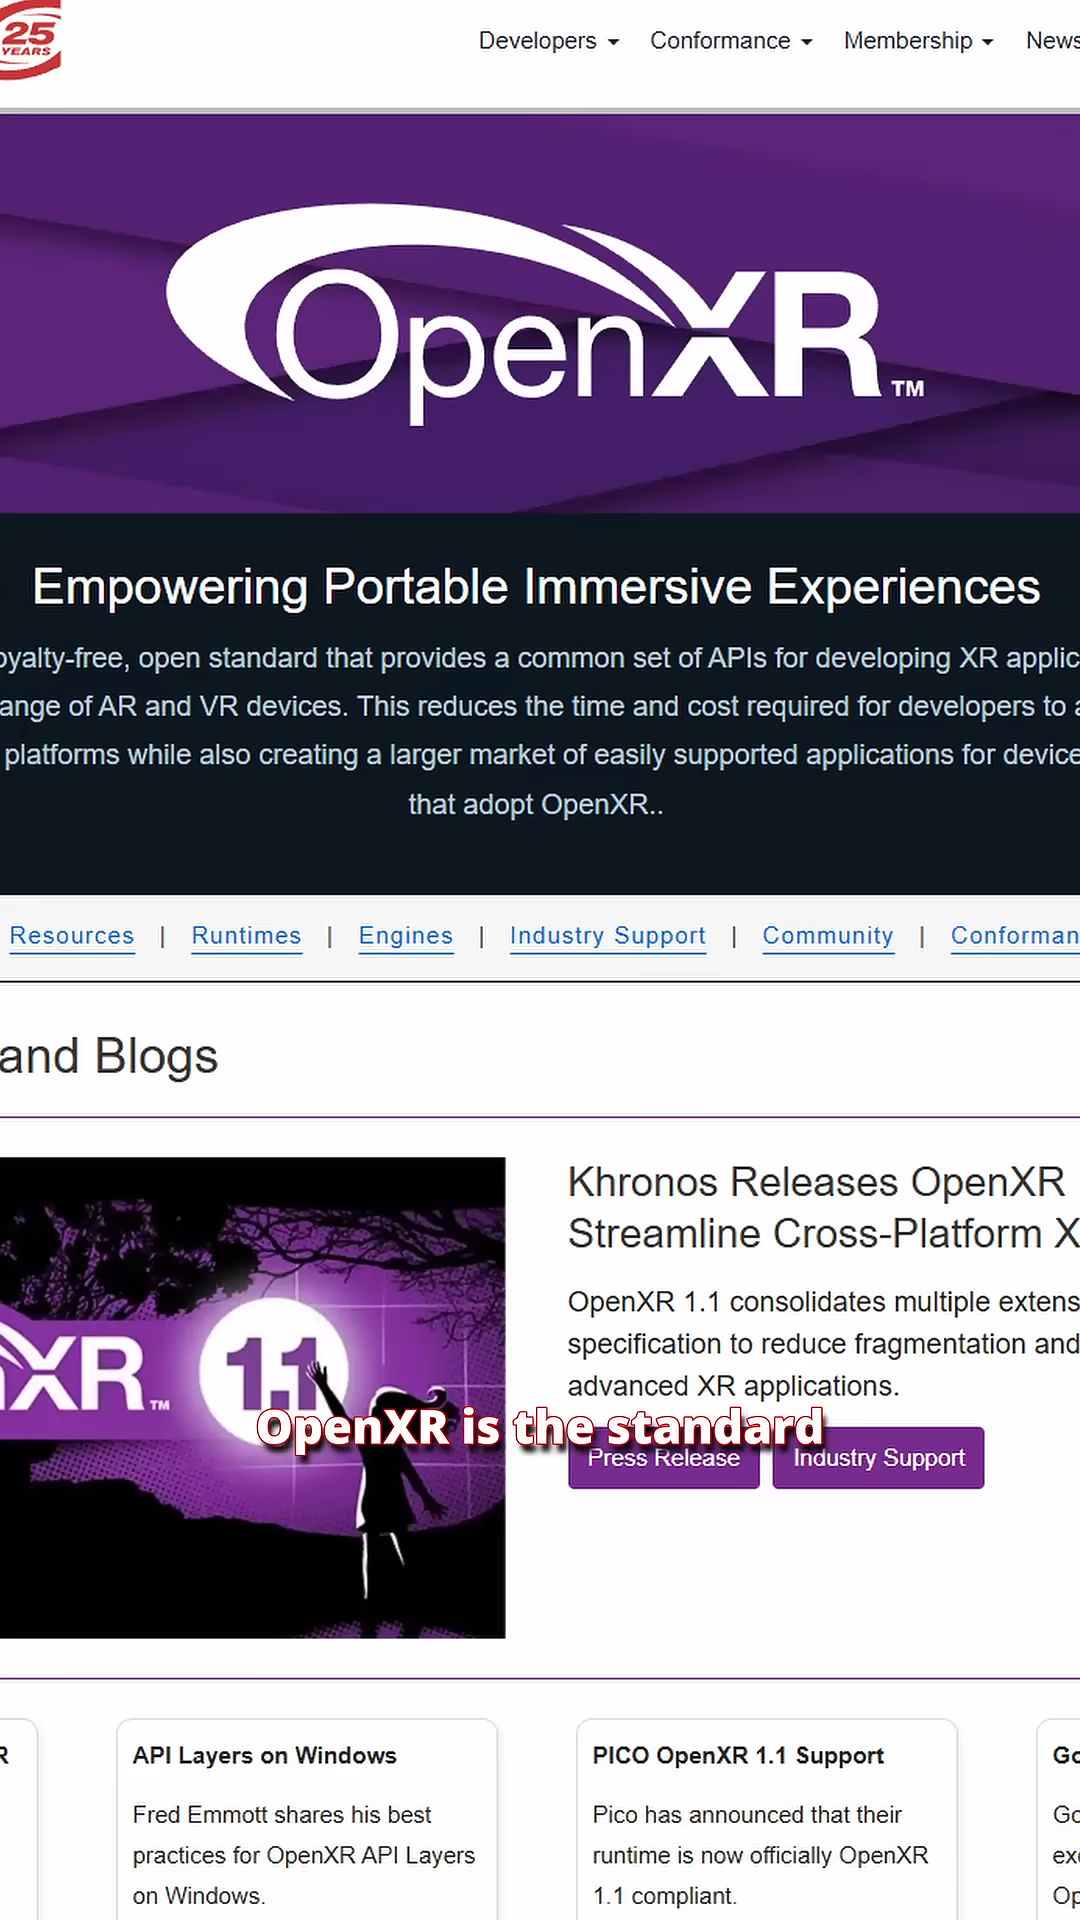 25
YEARS
Developers Conformance Membership News
OpenXR™
Empowering Portable Immersive Experiences
oyalty-free, open standard that provides a common set of APIs for developing XR applic
ange of AR and VR devices. This reduces the time and cost required for developers to a
platforms while also creating a larger market of easily supported applications for device
that adopt OpenXR..
Resources | Runtimes | Engines | Industry Support | Community | Conforman
and Blogs
Khronos Releases OpenXR
Streamline Cross-Platform X
OpenXR 1.1 consolidates multiple extens
specification to reduce fragmentation and
advanced XR applications.
nXR™ 1.1
OpenXR is the standard
Press Release Industry Support
R
API Layers on Windows
Fred Emmott shares his best
practices for OpenXR API Layers
on Windows.
PICO OpenXR 1.1 Support
Pico has announced that their
runtime is now officially OpenXR
1.1 compliant.
Go
Go
exc
Op